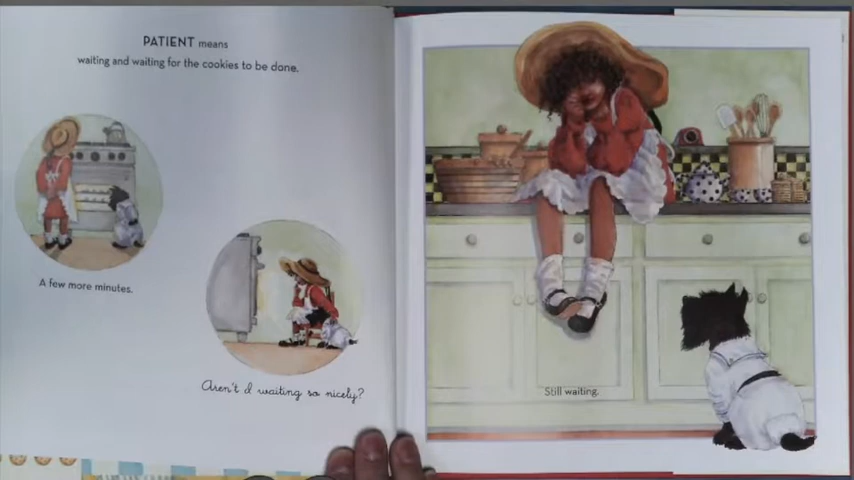 PATIENT means
waiting and waiting for the cookies to be done.
A few more minutes.
Aren't I waiting so nicely?
Still waiting.